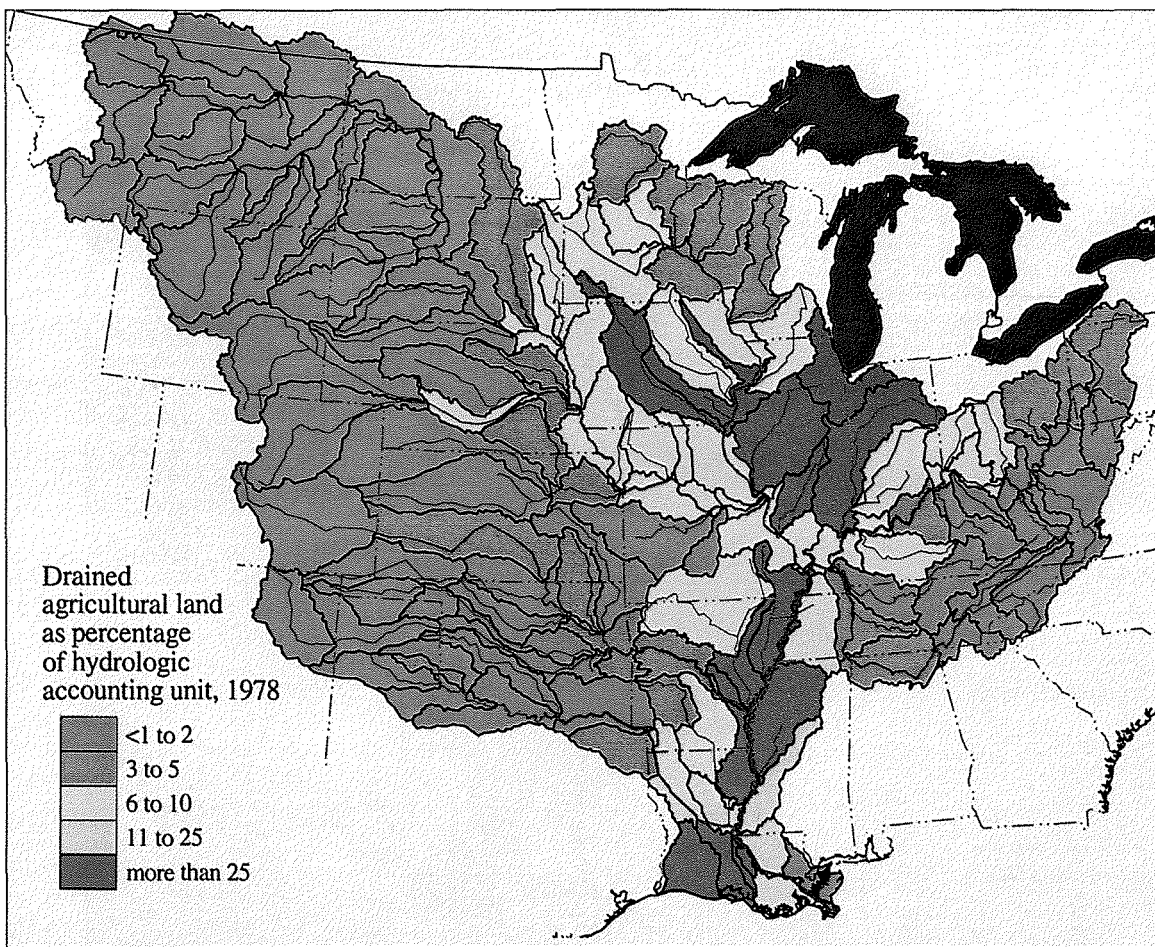 Drained
agricultural land
as percentage
of hydrologic
accounting unit, 1978
<1 to 2
3 to 5
6 to 10
11 to 25
more than 25